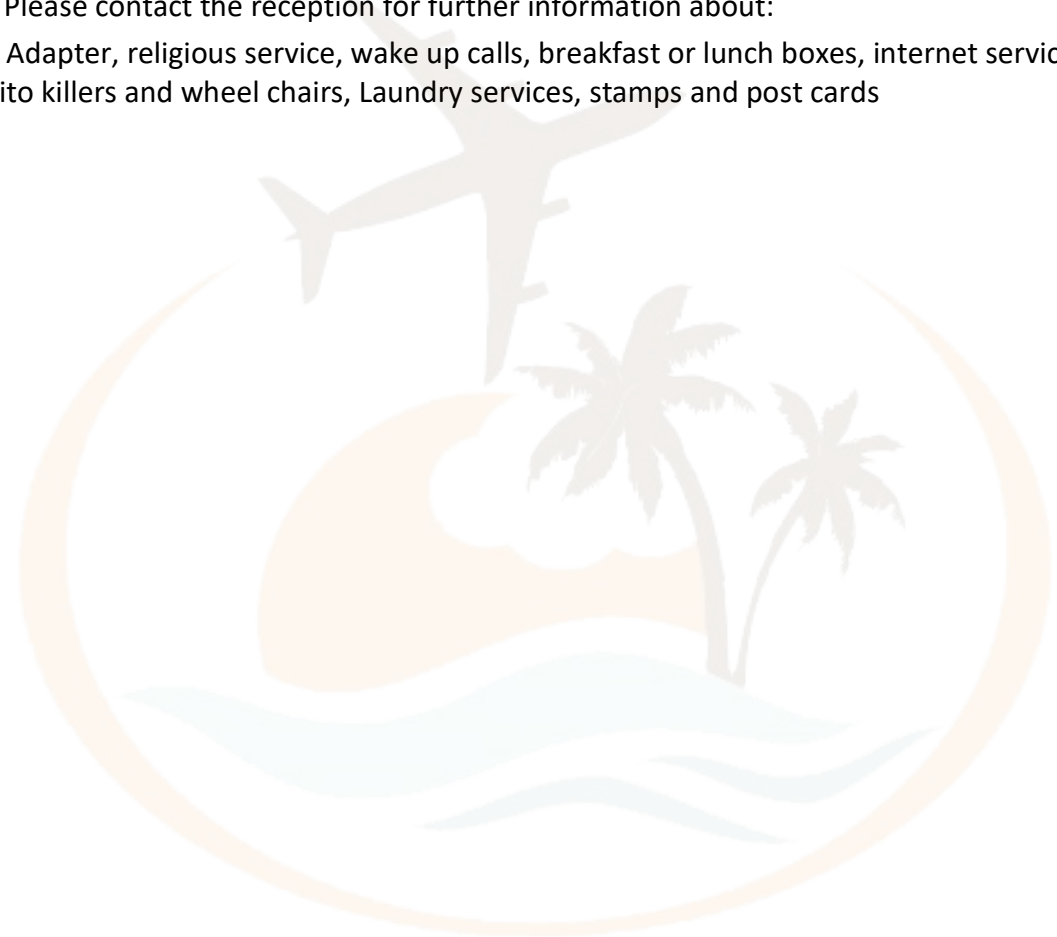 Please contact the reception for further information about:
Adapter, religious service, wake up calls, breakfast or lunch boxes, internet servic
ito killers and wheel chairs, Laundry services, stamps and post cards